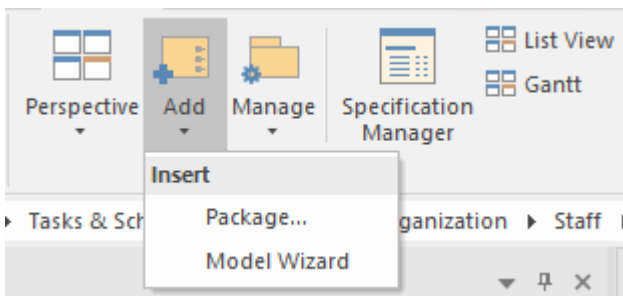 List View
Gantt
Perspective Add Manage Specification
Manager
Insert
Tasks & Sch ganization Staff
Package...
Model Wizard